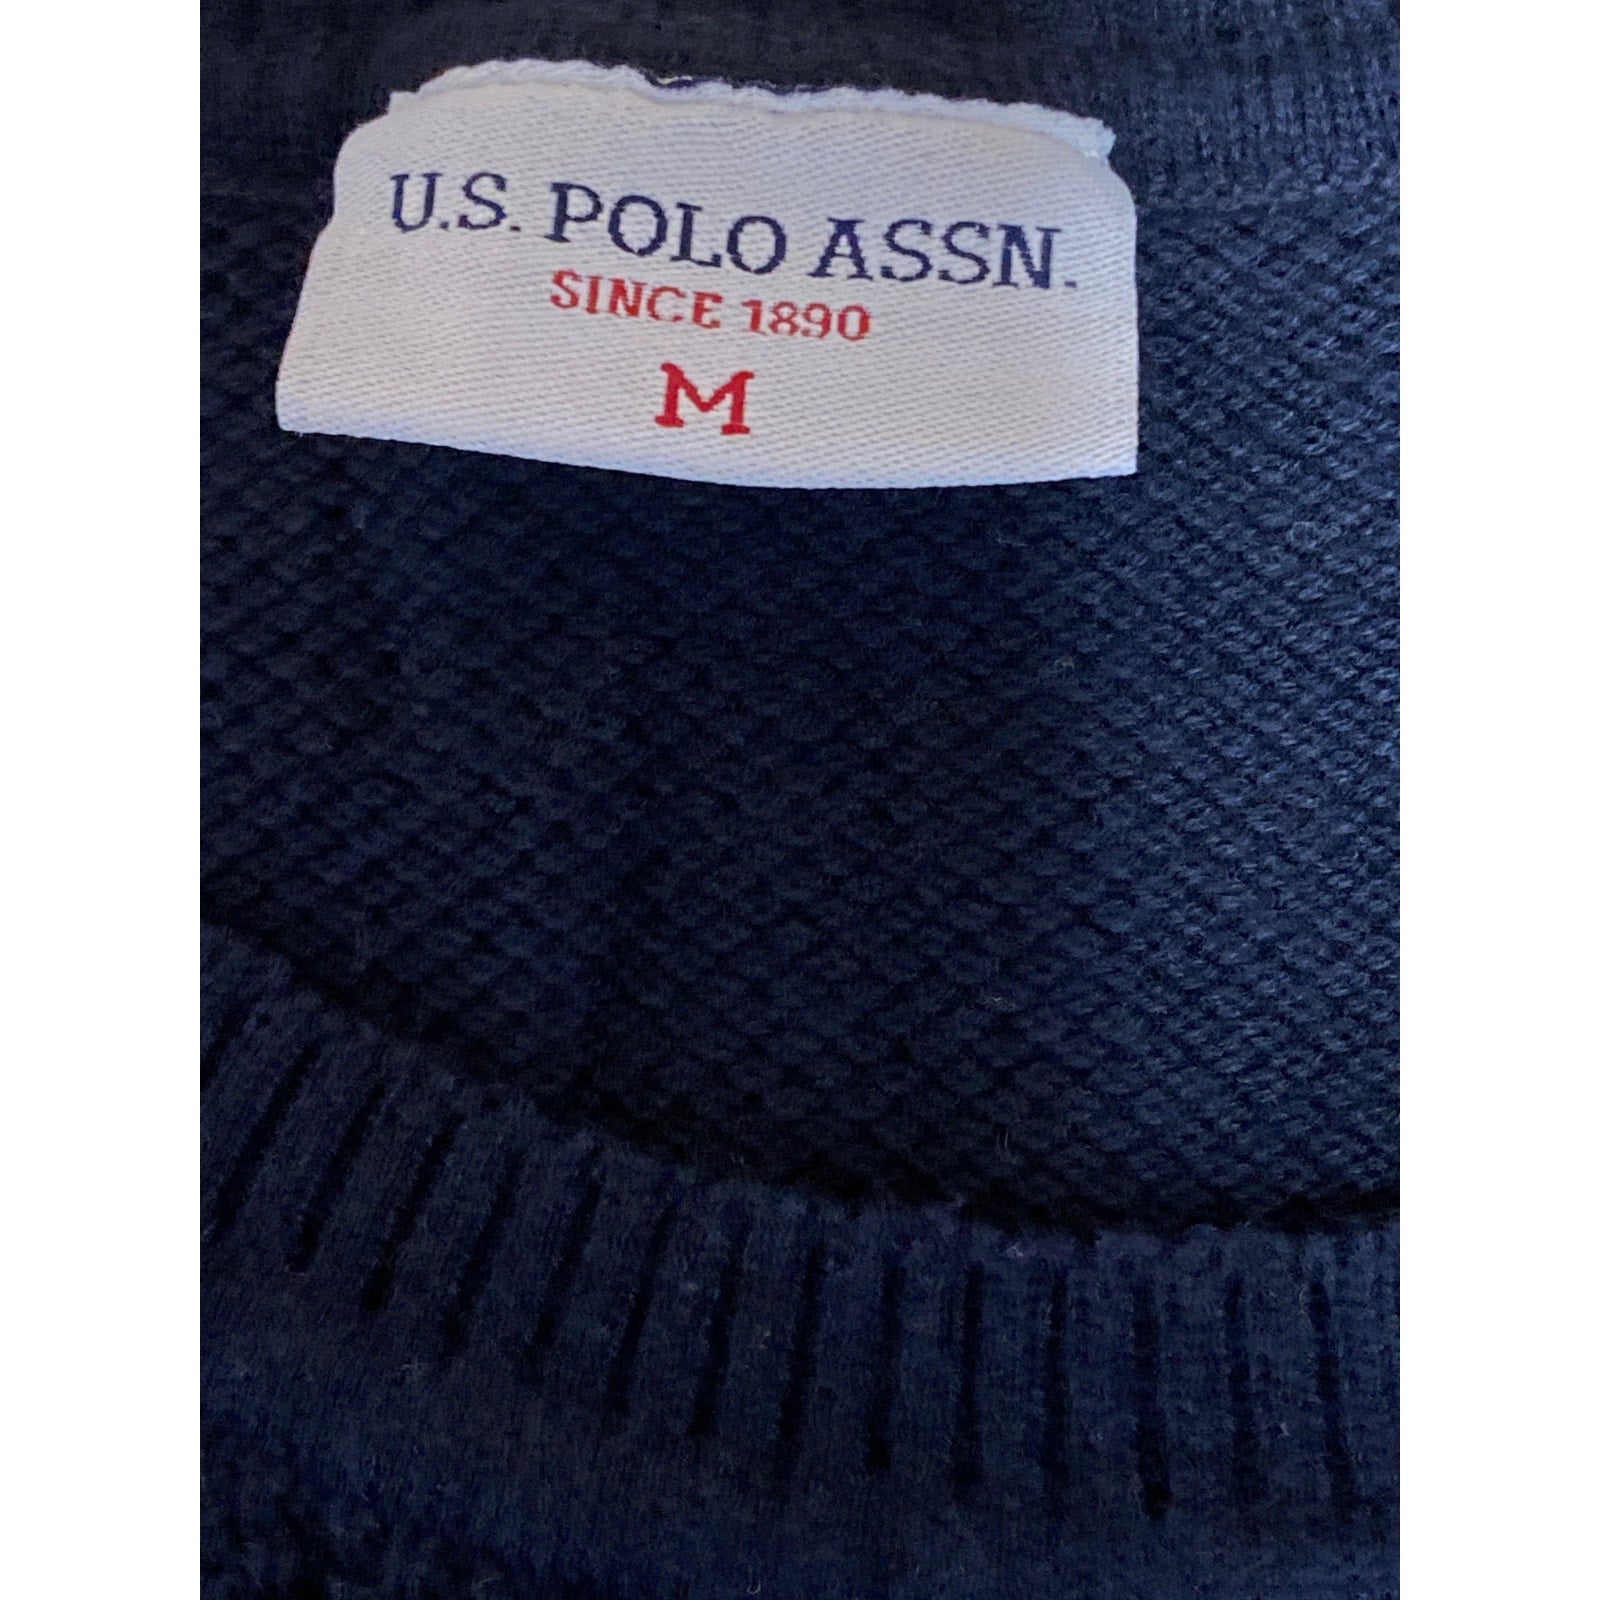 U.S. POLO ASSN.
SINCE 1890
M